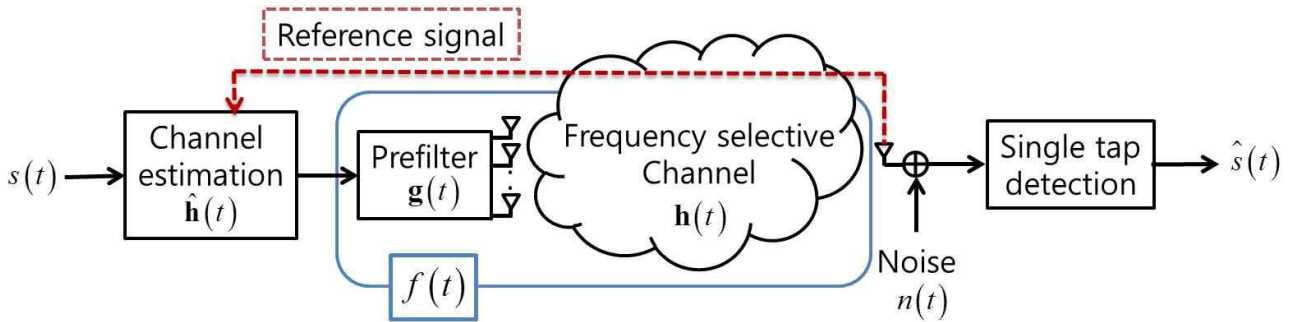 Reference signal
s(t)
Channel
estimation
ĥ(t)
Prefilter
g(t)
Frequency selective
Channel
h(t)
Single tap
detection
ŝ(t)
Noise
n(t)
f(t)